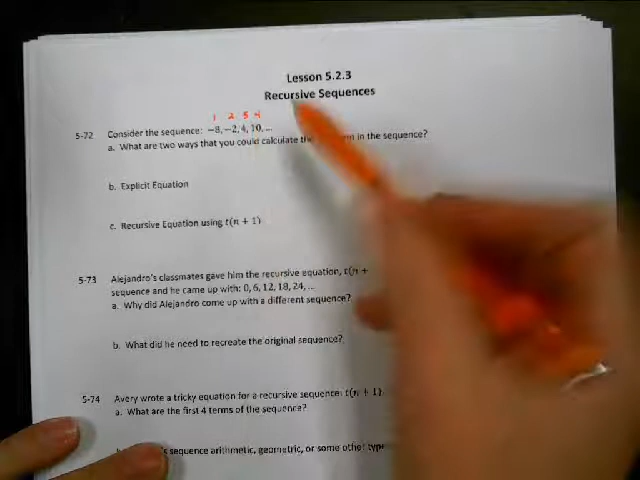 Lesson 5.2.3
Recursive Sequences
1 2 3 4
5-72 Consider the sequence: −8, −2, 4, 10, ...
a. What are two ways that you could calculate the in the sequence?
b. Explicit Equation
c. Recursive Equation using t(n + 1)
5-73 Alejandro's classmates gave him the recursive equation, t(n +
sequence and he came up with: 0, 6, 12, 18, 24, ...
a. Why did Alejandro come up with a different sequence?
b. What did he need to recreate the original sequence?
5-74 Avery wrote a tricky equation for a recursive sequence: t(n + 1)
a. What are the first 4 terms of the sequence?
sequence arithmetic, geometric, or some other type